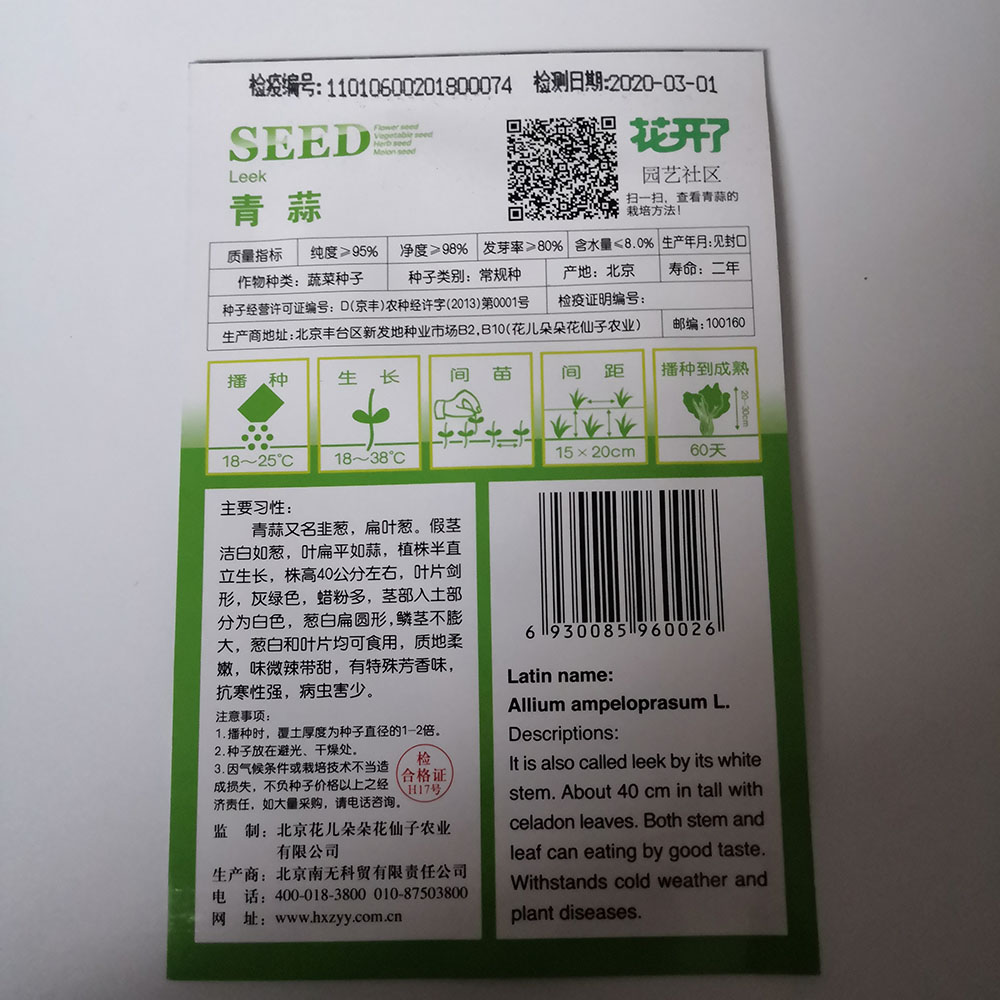 检疫编号:11010600201800074 检测日期:2020-03-01
SEED
Flower seed
Vegetable seed
Herb seed
Melon seed
Leek
青蒜
花开了
园艺社区
扫一扫，查看青蒜的
栽培方法！
质量指标 纯度≥95% 净度≥98% 发芽率≥80% 含水量≤8.0% 生产年月:见封口
作物种类：蔬菜种子 种子类别：常规种 产地：北京 寿命：二年
种子经营许可证编号：D(京丰)农种经许字(2013)第0001号 检疫证明编号：
生产商地址：北京丰台区新发地种业市场B2,B10(花儿朵朵花仙子农业) 邮编：100160
播种
18～25℃
生长
18～38℃
间苗
间距
15×20cm
播种到成熟
20-30cm
60天
主要习性：
青蒜又名韭葱，扁叶葱。假茎
洁白如葱，叶扁平如蒜，植株半直
立生长，株高40公分左右，叶片剑
形，灰绿色，蜡粉多，茎部入土部
分为白色，葱白扁圆形，鳞茎不膨
大，葱白和叶片均可食用，质地柔
嫩，味微辣带甜，有特殊芳香味，
抗寒性强，病虫害少。
注意事项：
1.播种时，覆土厚度为种子直径的1-2倍。
2.种子放在避光、干燥处。
3.因气候条件或栽培技术不当造
成损失，不负种子价格以上之经
济责任，如大量采购，请电话咨询。
检
合格证
H17号
监 制：北京花儿朵朵花仙子农业
有限公司
生产商：北京南无科贸有限责任公司
电 话：400-018-3800 010-87503800
网 址：www.hxzyy.com.cn
6 930085 960026
Latin name:
Allium ampeloprasum L.
Descriptions:
It is also called leek by its white
stem. About 40 cm in tall with
celadon leaves. Both stem and
leaf can eating by good taste.
Withstands cold weather and
plant diseases.